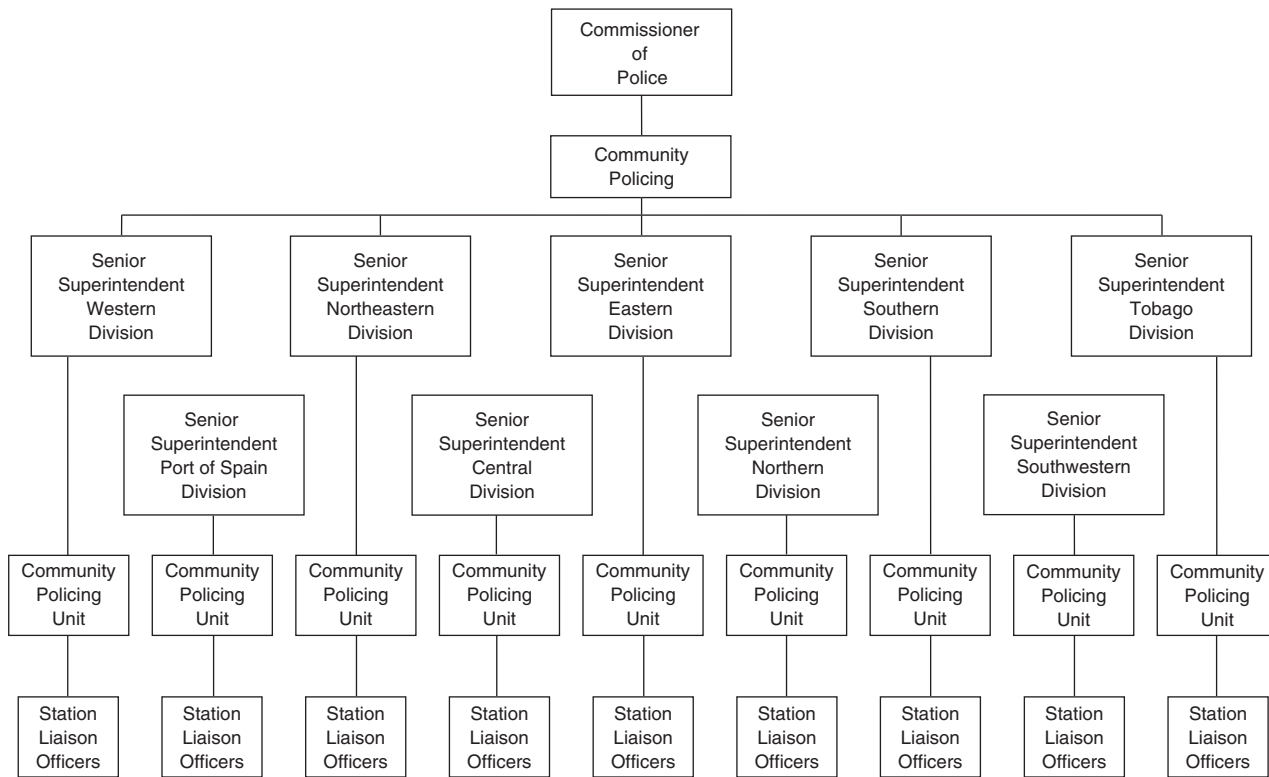 Commissioner
of
Police
Community
Policing
Senior
Superintendent
Western
Division
Senior
Superintendent
Northeastern
Division
Senior
Superintendent
Eastern
Division
Senior
Superintendent
Southern
Division
Senior
Superintendent
Tobago
Division
Senior
Superintendent
Port of Spain
Division
Senior
Superintendent
Central
Division
Senior
Superintendent
Northern
Division
Senior
Superintendent
Southwestern
Division
Community
Policing
Unit
Community
Policing
Unit
Community
Policing
Unit
Community
Policing
Unit
Community
Policing
Unit
Community
Policing
Unit
Community
Policing
Unit
Community
Policing
Unit
Community
Policing
Unit
Station
Liaison
Officers
Station
Liaison
Officers
Station
Liaison
Officers
Station
Liaison
Officers
Station
Liaison
Officers
Station
Liaison
Officers
Station
Liaison
Officers
Station
Liaison
Officers
Station
Liaison
Officers